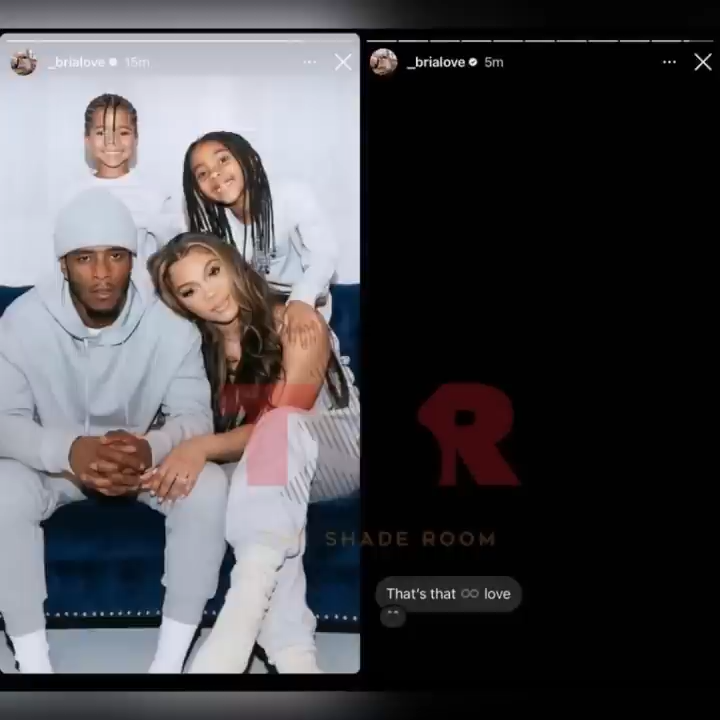 _brialove 15m
_brialove 5m
T R
SHADE ROOM
That's that ∞ love